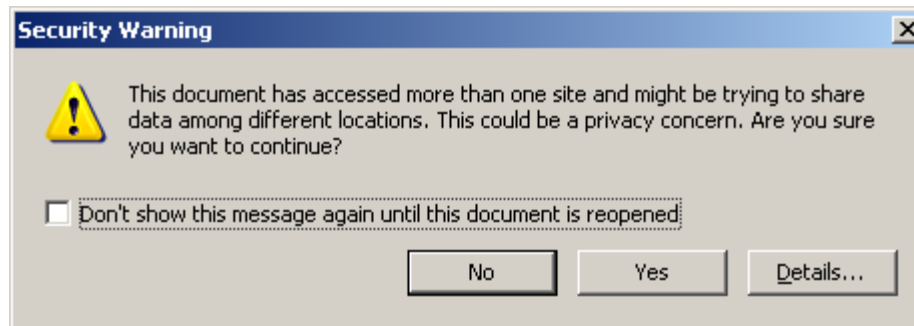 Security Warning
This document has accessed more than one site and might be trying to share
data among different locations. This could be a privacy concern. Are you sure
you want to continue?
Don't show this message again until this document is reopened
No Yes Details...